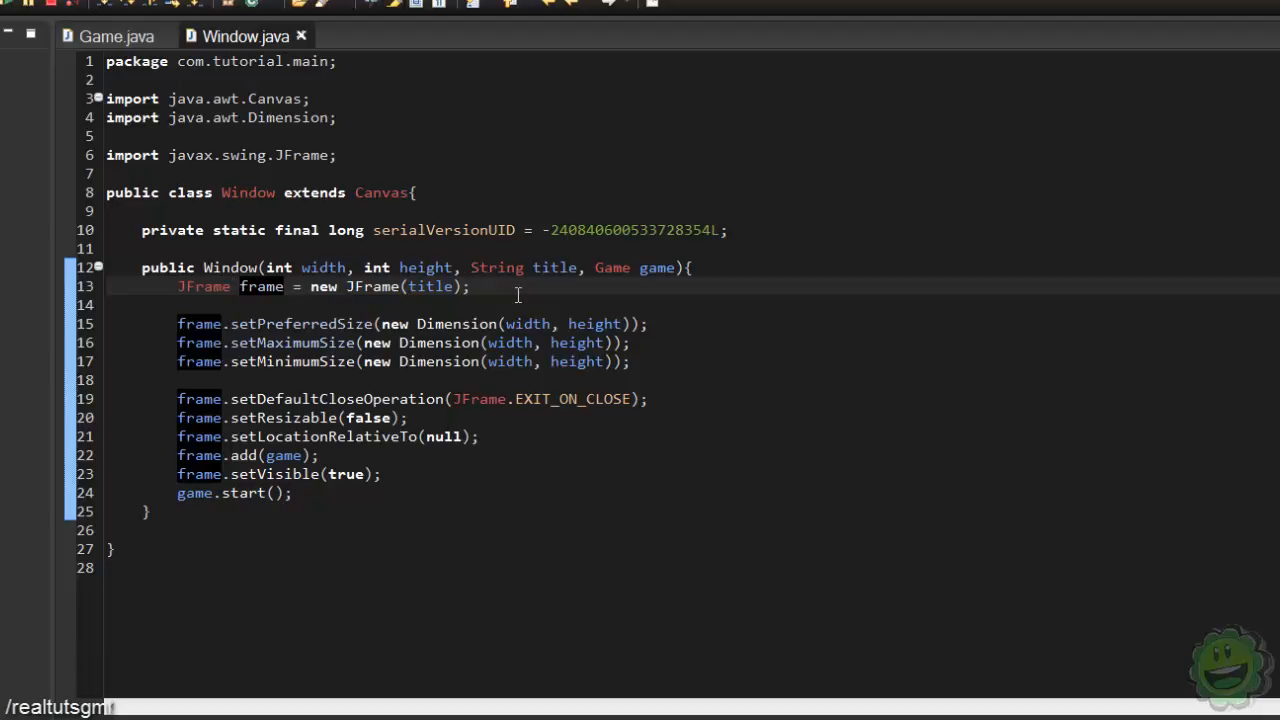 Game.java
Window.java
1 package com.tutorial.main;
2
3 import java.awt.Canvas;
4 import java.awt.Dimension;
5
6 import javax.swing.JFrame;
7
8 public class Window extends Canvas{
9
10 private static final long serialVersionUID = -240840600533728354L;
11
12 public Window(int width, int height, String title, Game game){
13 JFrame frame = new JFrame(title);
14
15 frame.setPreferredSize(new Dimension(width, height));
16 frame.setMaximumSize(new Dimension(width, height));
17 frame.setMinimumSize(new Dimension(width, height));
18
19 frame.setDefaultCloseOperation(JFrame.EXIT_ON_CLOSE);
20 frame.setResizable(false);
21 frame.setLocationRelativeTo(null);
22 frame.add(game);
23 frame.setVisible(true);
24 game.start();
25 }
26
27 }
28